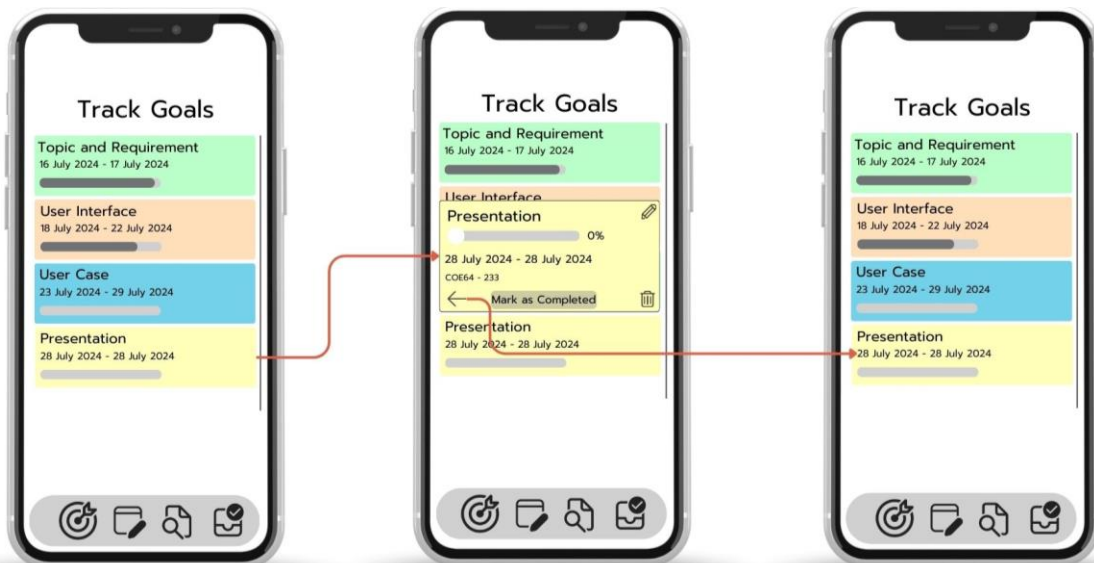 Track Goals
Topic and Requirement
16 July 2024 - 17 July 2024
User Interface
18 July 2024 - 22 July 2024
User Case
23 July 2024 - 29 July 2024
Presentation
28 July 2024 - 28 July 2024
Track Goals
Topic and Requirement
16 July 2024 - 17 July 2024
User Interface
Presentation
0%
28 July 2024 - 28 July 2024
COE64 - 233
Mark as Completed
Presentation
28 July 2024 - 28 July 2024
Track Goals
Topic and Requirement
16 July 2024 - 17 July 2024
User Interface
18 July 2024 - 22 July 2024
User Case
23 July 2024 - 29 July 2024
Presentation
28 July 2024 - 28 July 2024